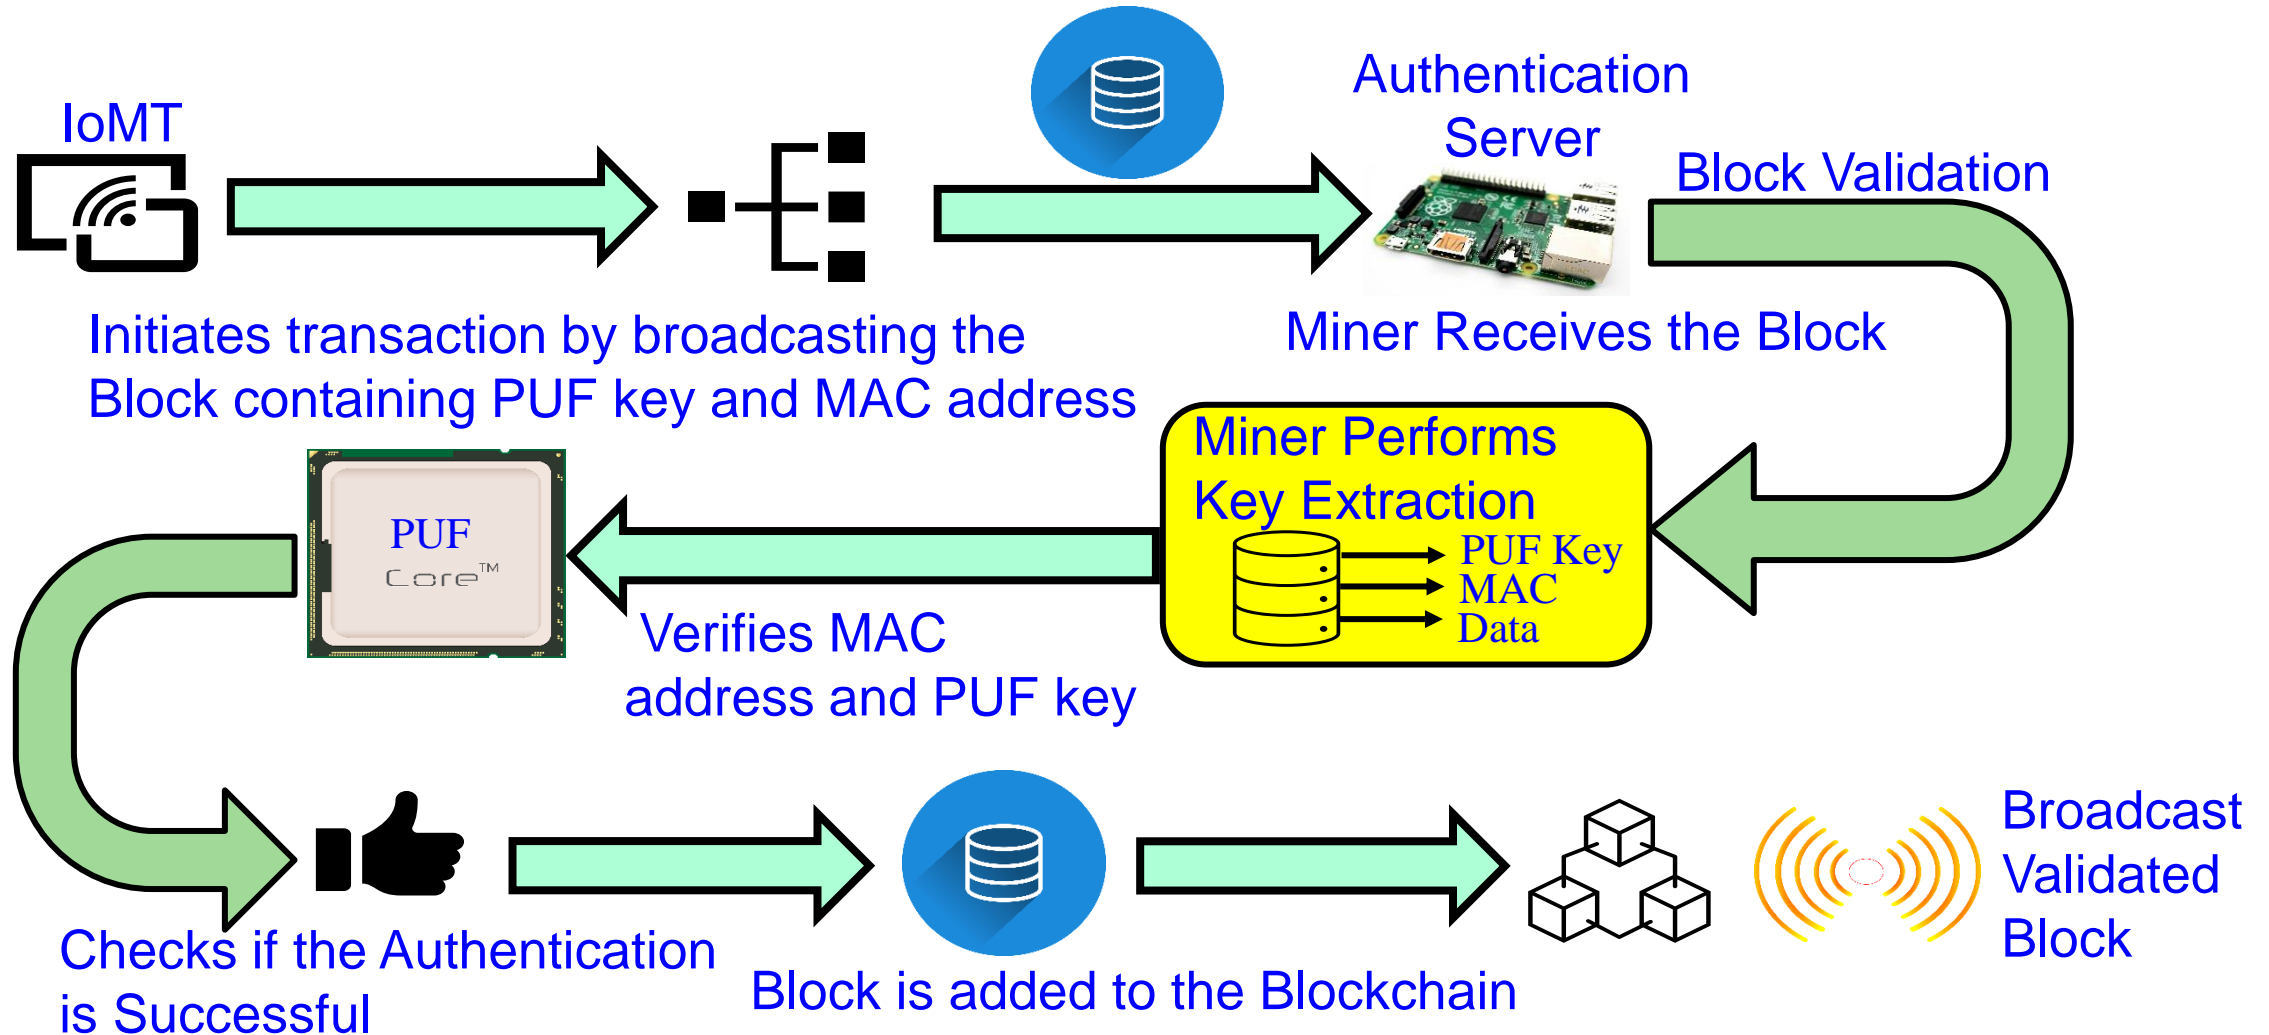 IoMT
Authentication
Server
Block Validation
Initiates transaction by broadcasting the
Block containing PUF key and MAC address
Miner Receives the Block
Miner Performs
Key Extraction
PUF Key
MAC
Data
PUF
Core™
Verifies MAC
address and PUF key
Checks if the Authentication
is Successful
Block is added to the Blockchain
Broadcast
Validated
Block